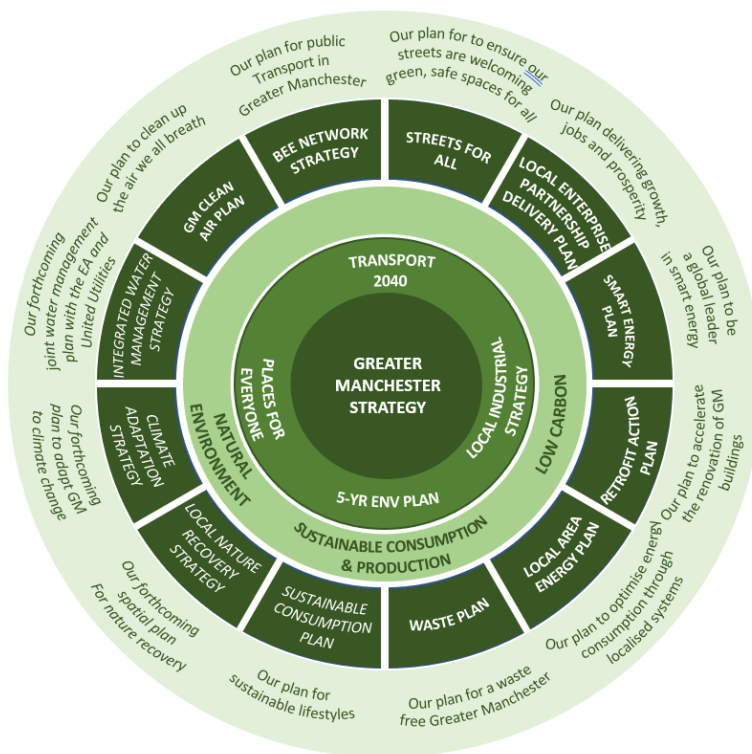 GREATER
MANCHESTER
STRATEGY
TRANSPORT
2040
LOCAL INDUSTRIAL
STRATEGY
5-YR ENV PLAN
PLACES FOR
EVERYONE
LOW CARBON
SUSTAINABLE CONSUMPTION
& PRODUCTION
NATURAL
ENVIRONMENT
STREETS FOR
ALL
Our plan for to ensure our
streets are welcoming
green, safe spaces for all
LOCAL ENTERPRISE
PARTNERSHIP
DELIVERY PLAN
Our plan delivering growth,
jobs and prosperity
SMART ENERGY
PLAN
Our plan to be
a global leader
in smart energy
RETROFIT ACTION
PLAN
Our plan to accelerate
the renovation of GM
buildings
LOCAL AREA
ENERGY PLAN
Our plan to optimise energy
consumption through
localised systems
WASTE PLAN
Our plan for a waste
free Greater Manchester
SUSTAINABLE
CONSUMPTION
PLAN
Our plan for
sustainable lifestyles
LOCAL NATURE
RECOVERY
STRATEGY
Our forthcoming
spatial plan
For nature recovery
CLIMATE
ADAPTATION
STRATEGY
Our forthcoming
plan to adapt GM
to climate change
INTEGRATED WATER
MANAGEMENT
STRATEGY
Our forthcoming
joint water management
plan with the EA and
United Utilities
GM CLEAN
AIR PLAN
Our plan to clean up
the air we all breath
BEE NETWORK
STRATEGY
Our plan for public
Transport in
Greater Manchester